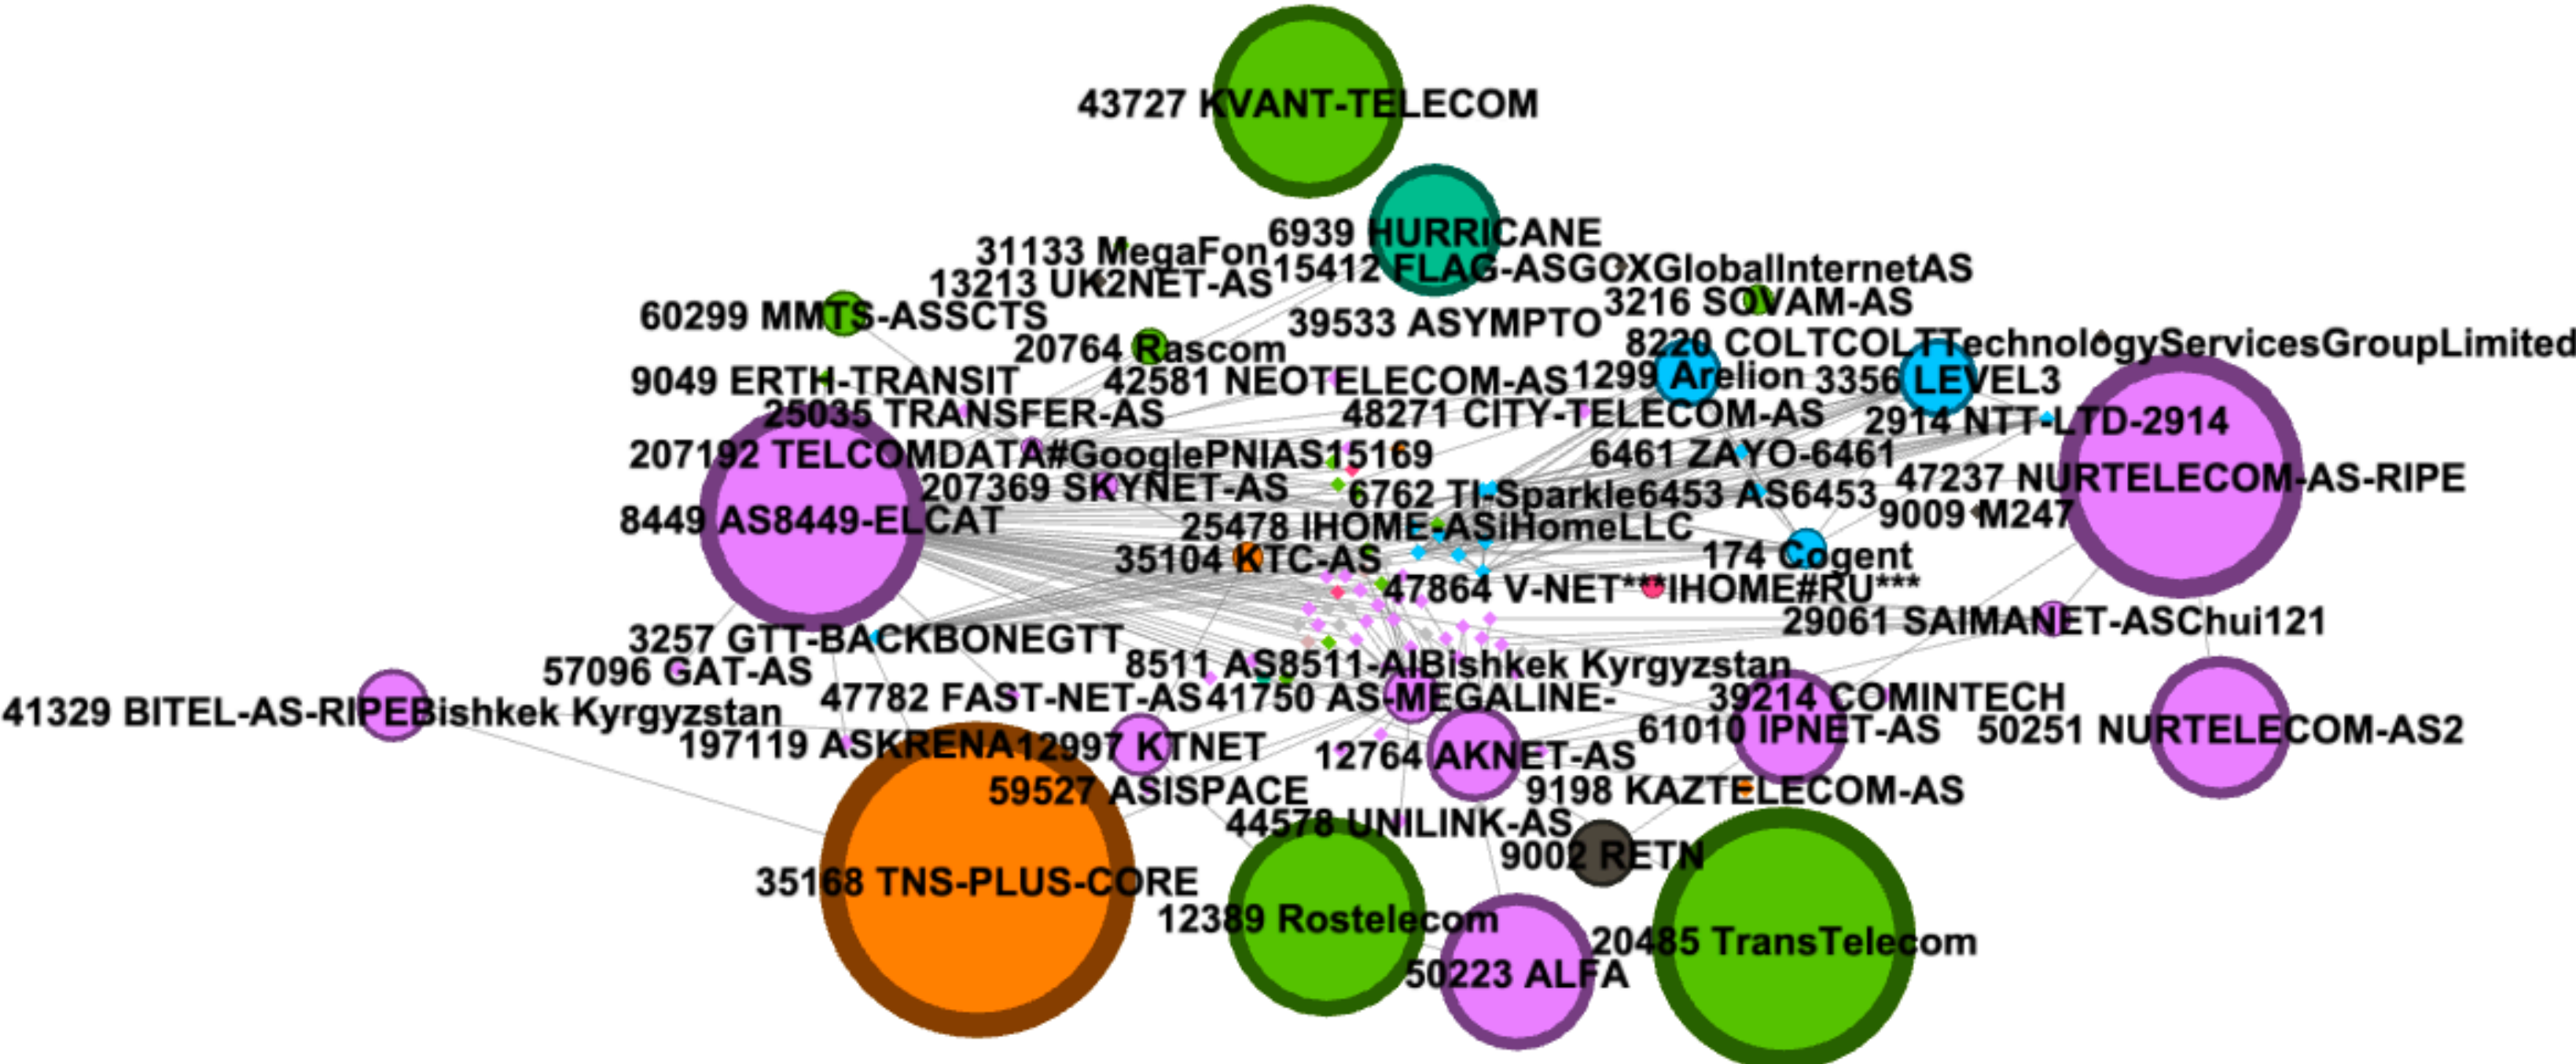 43727 KVANT-TELECOM
6939 HURRICANE
31133 MegaFon
15412 FLAG-ASGCXGlobalInternetAS
13213 UK2NET-AS
3216 SOVAM-AS
60299 MMTS-ASSCTS
39533 ASYMPTO
8220 COLTCOLTTechnologyServicesGroupLimited
20764 Rascom
9049 ERTH-TRANSIT
42581 NEOTELECOM-AS
1299 Arelion
3356 LEVEL3
25035 TRANSFER-AS
48271 CITY-TELECOM-AS
2914 NTT-LTD-2914
207192 TELCOMDATA#GooglePNIAS15169
6461 ZAYO-6461
47237 NURTELECOM-AS-RIPE
207369 SKYNET-AS
6762 TI-Sparkle
6453 AS6453
9009 M247
8449 AS8449-ELCAT
25478 IHOME-ASiHomeLLC
35104 KTC-AS
174 Cogent
47864 V-NET***IHOME#RU***
29061 SAIMANET-ASChui121
3257 GTT-BACKBONEGTT
57096 GAT-AS
8511 AS8511-AIBishkek Kyrgyzstan
47782 FAST-NET-AS
41750 AS-MEGALINE-
39214 COMINTECH
41329 BITEL-AS-RIPEBishkek Kyrgyzstan
61010 IPNET-AS
50251 NURTELECOM-AS2
197119 ASKRENA
12997 KTNET
12764 AKNET-AS
59527 ASISPACE
9198 KAZTELECOM-AS
44578 UNILINK-AS
9002 RETN
35168 TNS-PLUS-CORE
12389 Rostelecom
20485 TransTelecom
50223 ALFA